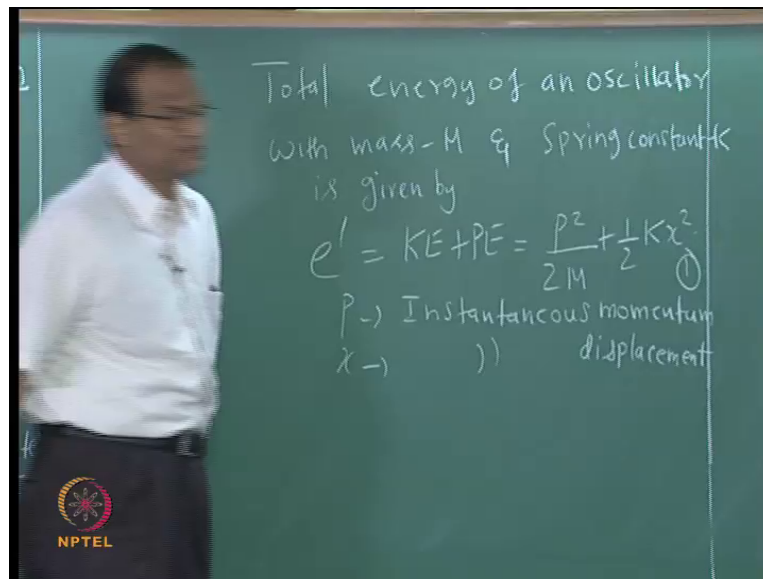 Total energy of an oscillator
with mass-M & Spring constant-K
is given by
e' = KE+PE = P²/2M + 1/2 Kx² ①
P → Instantaneous momentum
x → )) displacement
NPTEL